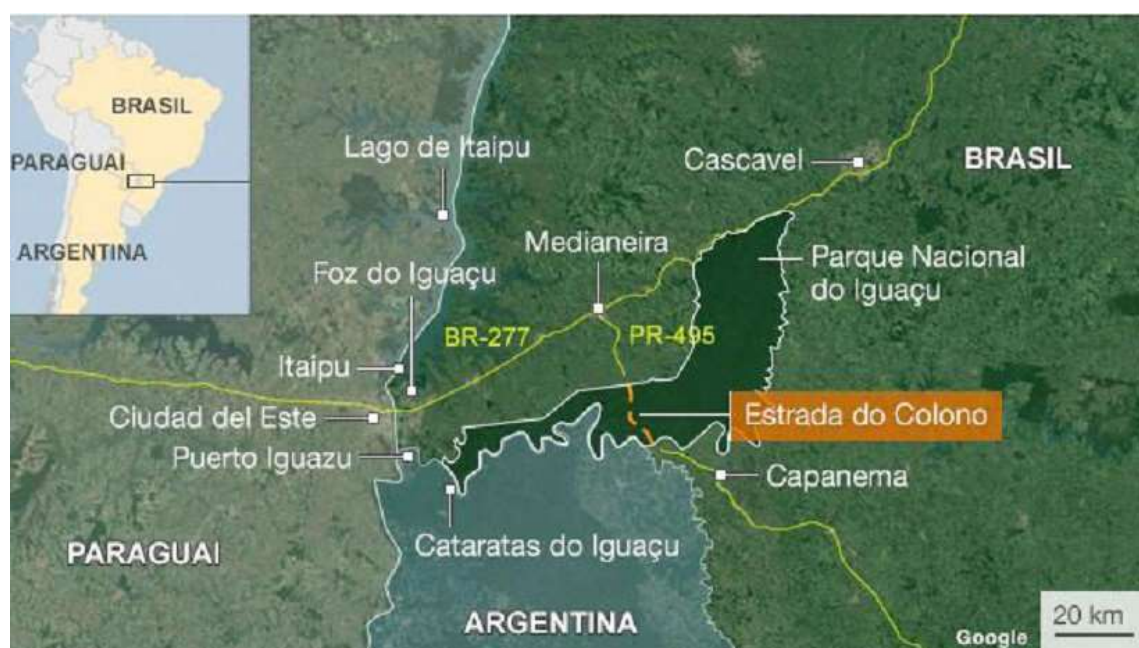 BRASIL
PARAGUAI
ARGENTINA
Lago de Itaipu
Cascavel
BRASIL
Medianeira
Parque Nacional
do Iguaçu
Foz do Iguaçu
BR-277
PR-495
Itaipu
Ciudad del Este
Estrada do Colono
Puerto Iguazu
Capanema
Cataratas do Iguaçu
PARAGUAI
ARGENTINA
20 km
Google